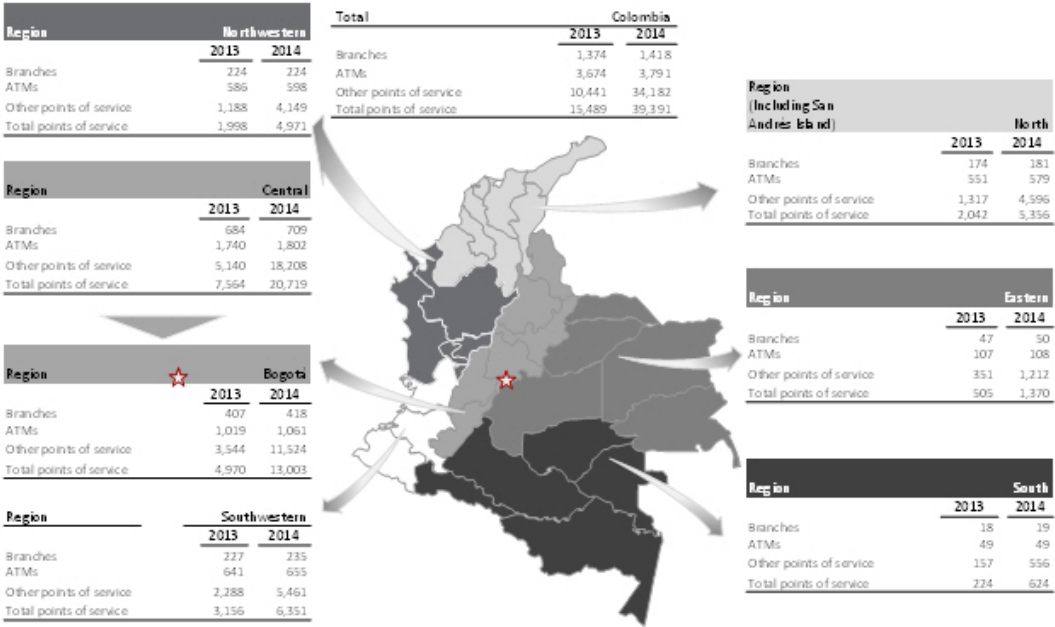 Region Northwestern
2013 2014
Branches 224 224
ATMs 586 598
Other points of service 1,188 4,149
Total points of service 1,998 4,971
Total Colombia
2013 2014
Branches 1,374 1,418
ATMs 3,674 3,791
Other points of service 10,441 34,182
Total points of service 15,489 39,391
Region
(Including San
Andrés Island) North
2013 2014
Branches 174 181
ATMs 551 579
Other points of service 1,317 4,596
Total points of service 2,042 5,356
Region Central
2013 2014
Branches 684 709
ATMs 1,740 1,802
Other points of service 5,140 18,208
Total points of service 7,564 20,719
Region Eastern
2013 2014
Branches 47 50
ATMs 107 108
Other points of service 351 1,212
Total points of service 505 1,370
Region Bogotá
2013 2014
Branches 407 418
ATMs 1,019 1,061
Other points of service 3,544 11,524
Total points of service 4,970 13,003
Region South
2013 2014
Branches 18 19
ATMs 49 49
Other points of service 157 556
Total points of service 224 624
Region Southwestern
2013 2014
Branches 227 235
ATMs 641 655
Other points of service 2,288 5,461
Total points of service 3,156 6,351